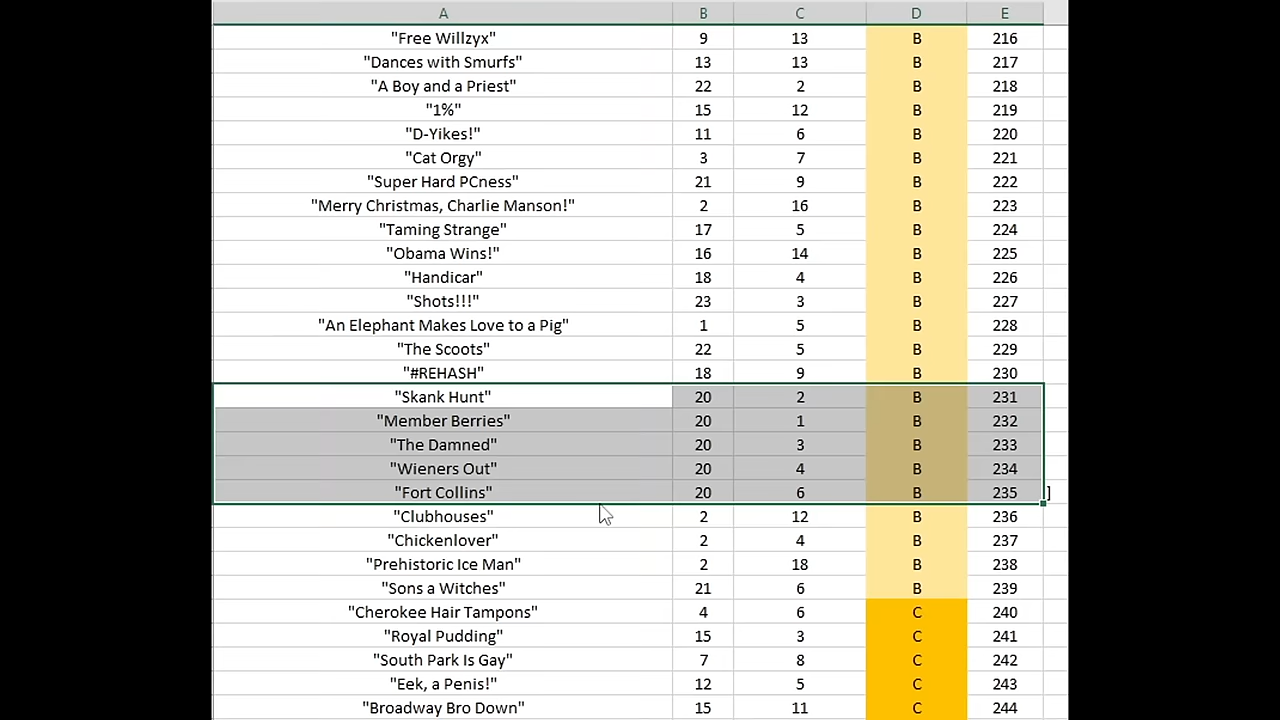 A B C D E
"Free Willzyx" 9 13 B 216
"Dances with Smurfs" 13 13 B 217
"A Boy and a Priest" 22 2 B 218
"1%" 15 12 B 219
"D-Yikes!" 11 6 B 220
"Cat Orgy" 3 7 B 221
"Super Hard PCness" 21 9 B 222
"Merry Christmas, Charlie Manson!" 2 16 B 223
"Taming Strange" 17 5 B 224
"Obama Wins!" 16 14 B 225
"Handicar" 18 4 B 226
"Shots!!!" 23 3 B 227
"An Elephant Makes Love to a Pig" 1 5 B 228
"The Scoots" 22 5 B 229
"#REHASH" 18 9 B 230
"Skank Hunt" 20 2 B 231
"Member Berries" 20 1 B 232
"The Damned" 20 3 B 233
"Wieners Out" 20 4 B 234
"Fort Collins" 20 6 B 235
"Clubhouses" 2 12 B 236
"Chickenlover" 2 4 B 237
"Prehistoric Ice Man" 2 18 B 238
"Sons a Witches" 21 6 B 239
"Cherokee Hair Tampons" 4 6 C 240
"Royal Pudding" 15 3 C 241
"South Park Is Gay" 7 8 C 242
"Eek, a Penis!" 12 5 C 243
"Broadway Bro Down" 15 11 C 244